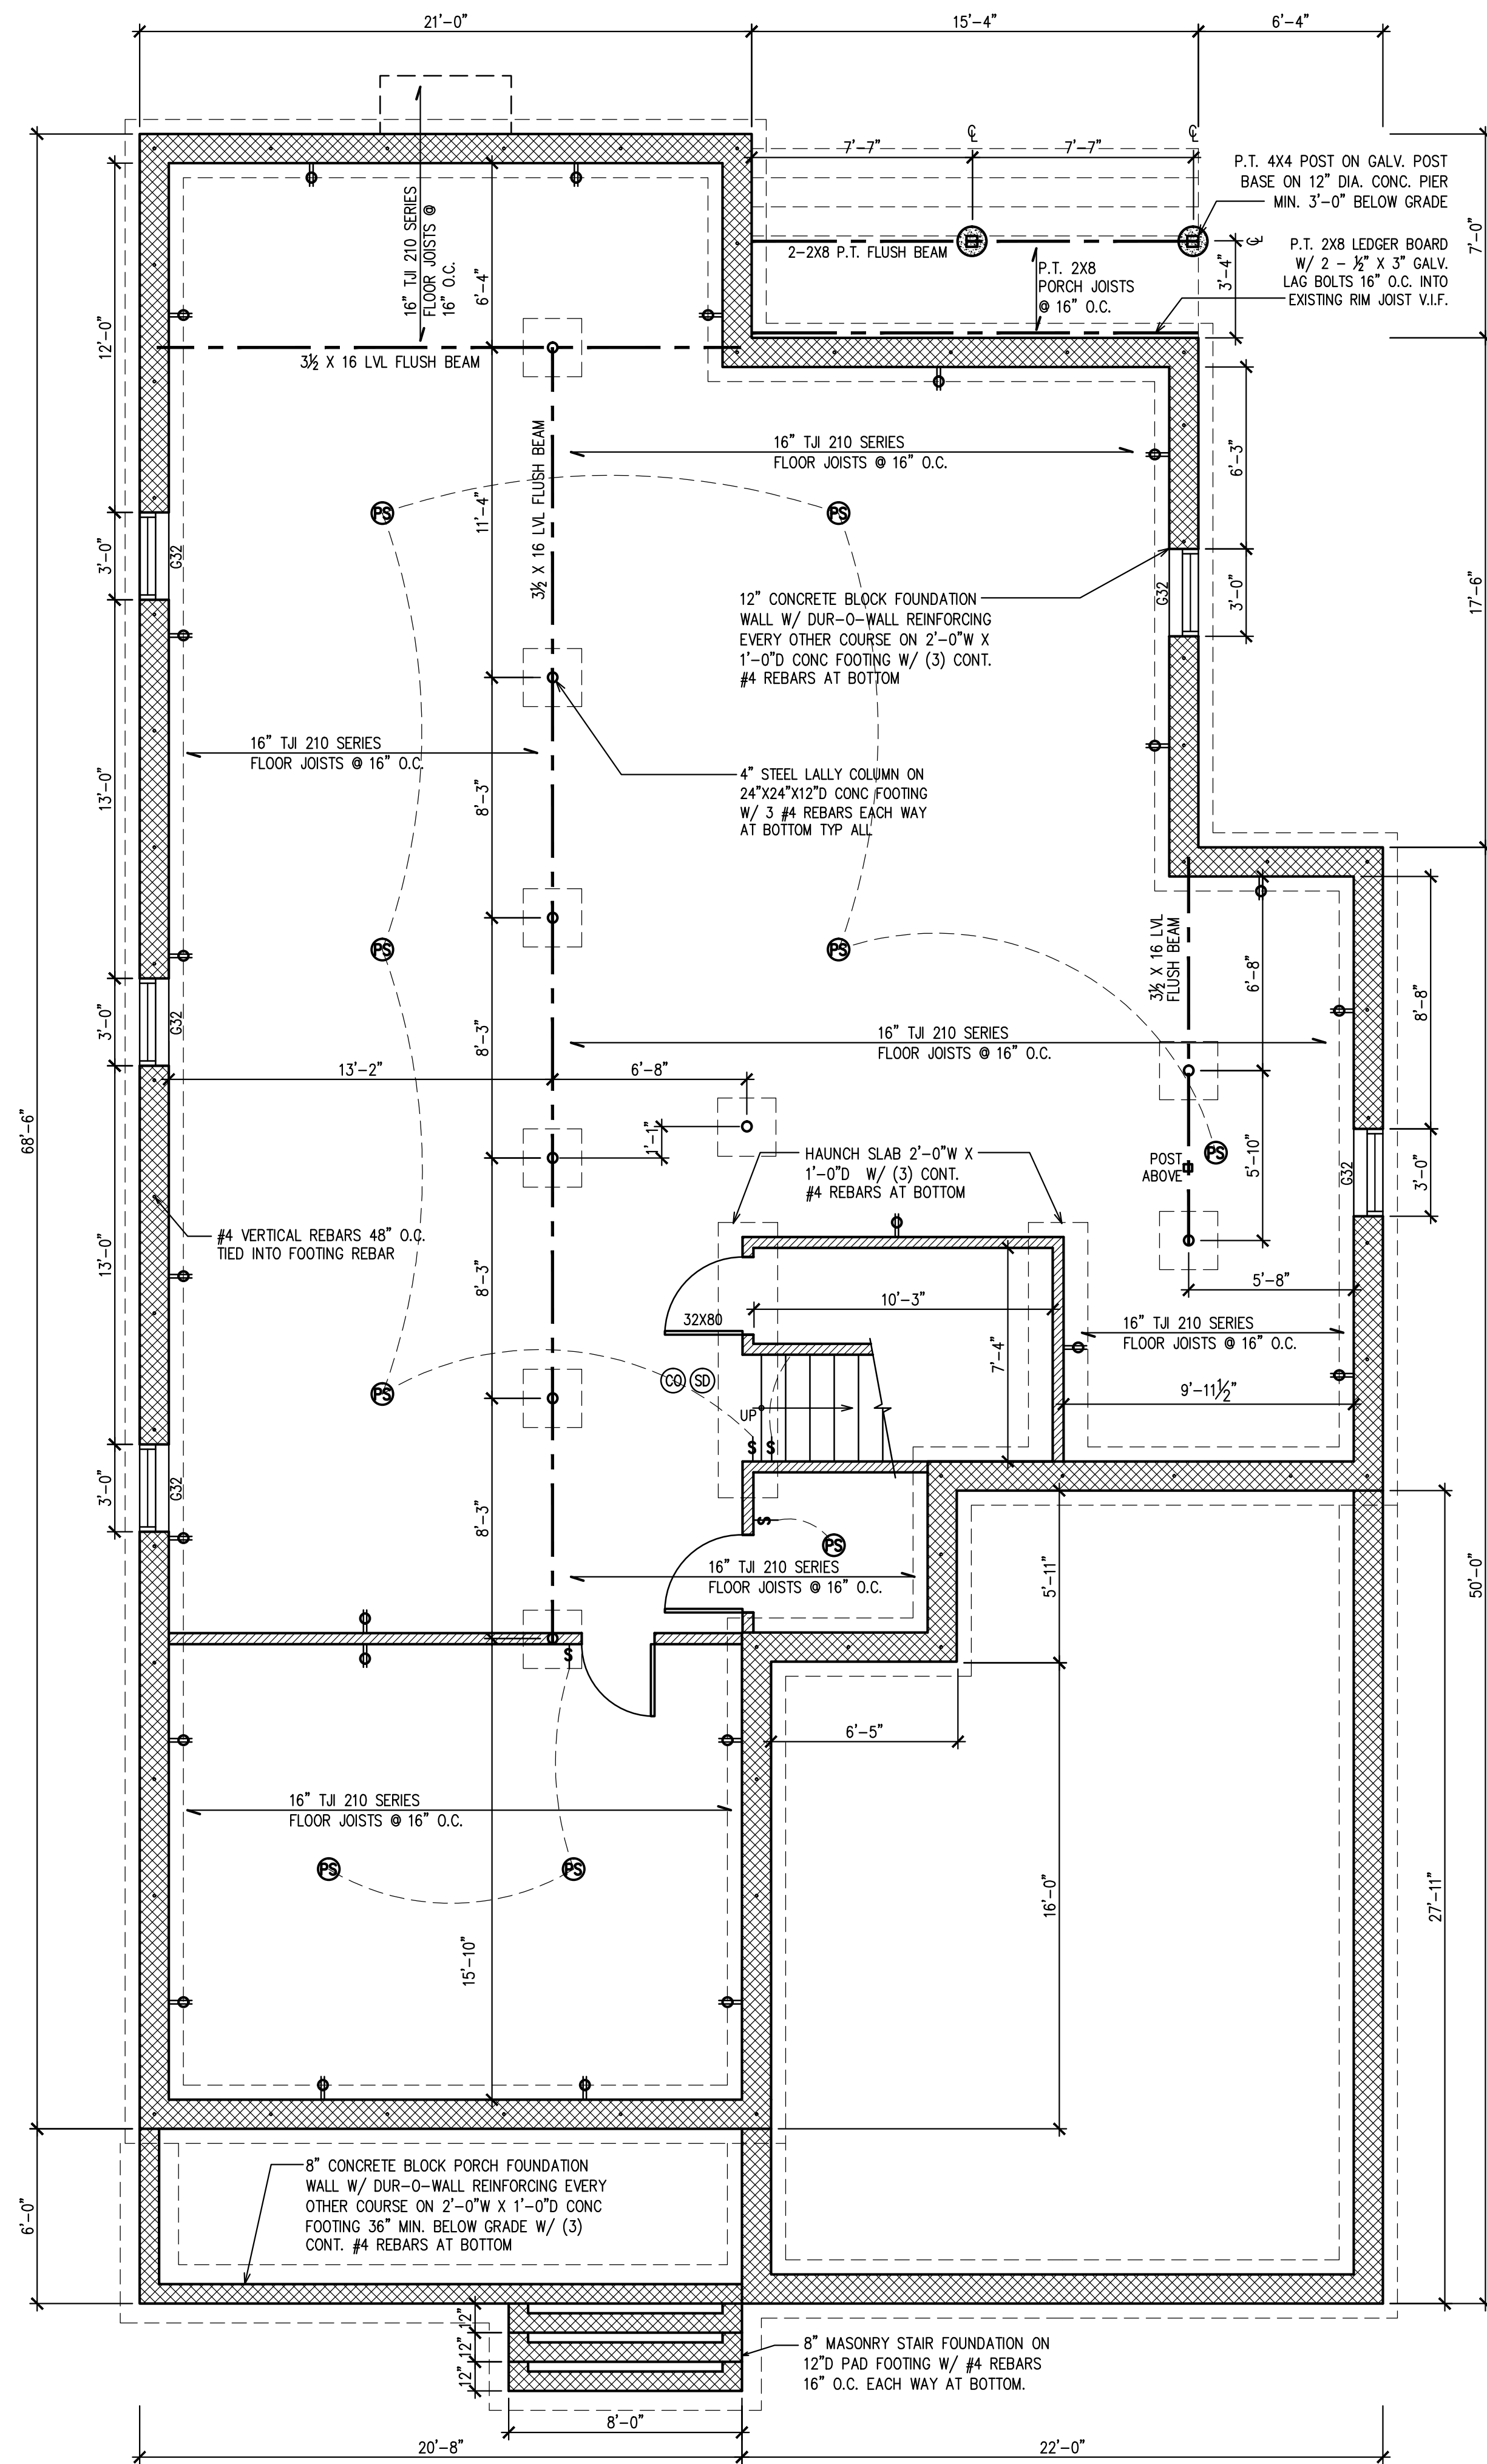 21'-0"
15'-4"
6'-4"
7'-7"
7'-7"
P.T. 4X4 POST ON GALV. POST
BASE ON 12" DIA. CONC. PIER
MIN. 3'-0" BELOW GRADE
7'-0"
16" TJI 210 SERIES
FLOOR JOISTS @
16" O.C.
6'-4"
2-2X8 P.T. FLUSH BEAM
P.T. 2X8
PORCH JOISTS
@ 16" O.C.
3'-4"
P.T. 2X8 LEDGER BOARD
W/ 2 - ½" X 3" GALV.
LAG BOLTS 16" O.C. INTO
EXISTING RIM JOIST V.I.F.
12'-0"
3½ X 16 LVL FLUSH BEAM
3½ X 16 LVL FLUSH BEAM
16" TJI 210 SERIES
FLOOR JOISTS @ 16" O.C.
6'-3"
11'-4"
PS
PS
3'-0"
G32
G32
3'-0"
17'-6"
12" CONCRETE BLOCK FOUNDATION
WALL W/ DUR-O-WALL REINFORCING
EVERY OTHER COURSE ON 2'-0"W X
1'-0"D CONC FOOTING W/ (3) CONT.
#4 REBARS AT BOTTOM
16" TJI 210 SERIES
FLOOR JOISTS @ 16" O.C.
13'-0"
8'-3"
4" STEEL LALLY COLUMN ON
24"X24"X12"D CONC FOOTING
W/ 3 #4 REBARS EACH WAY
AT BOTTOM TYP ALL
PS
PS
3½ X 16 LVL
FLUSH BEAM
6'-8"
8'-8"
3'-0"
G32
8'-3"
16" TJI 210 SERIES
FLOOR JOISTS @ 16" O.C.
13'-2"
6'-8"
68'-6"
1'-1"
HAUNCH SLAB 2'-0"W X
1'-0"D W/ (3) CONT.
#4 REBARS AT BOTTOM
POST
ABOVE
PS
5'-10"
G32
3'-0"
#4 VERTICAL REBARS 48" O.C.
TIED INTO FOOTING REBAR
13'-0"
8'-3"
5'-8"
10'-3"
32X80
16" TJI 210 SERIES
FLOOR JOISTS @ 16" O.C.
7'-4"
PS
CO
SD
9'-11½"
UP
S
S
3'-0"
G32
8'-3"
S
PS
16" TJI 210 SERIES
FLOOR JOISTS @ 16" O.C.
5'-11"
50'-0"
S
6'-5"
16" TJI 210 SERIES
FLOOR JOISTS @ 16" O.C.
PS
PS
16'-0"
27'-11"
15'-10"
8" CONCRETE BLOCK PORCH FOUNDATION
WALL W/ DUR-O-WALL REINFORCING EVERY
OTHER COURSE ON 2'-0"W X 1'-0"D CONC
FOOTING 36" MIN. BELOW GRADE W/ (3)
CONT. #4 REBARS AT BOTTOM
6'-0"
12"
12"
12"
8" MASONRY STAIR FOUNDATION ON
12"D PAD FOOTING W/ #4 REBARS
16" O.C. EACH WAY AT BOTTOM.
8'-0"
20'-8"
22'-0"